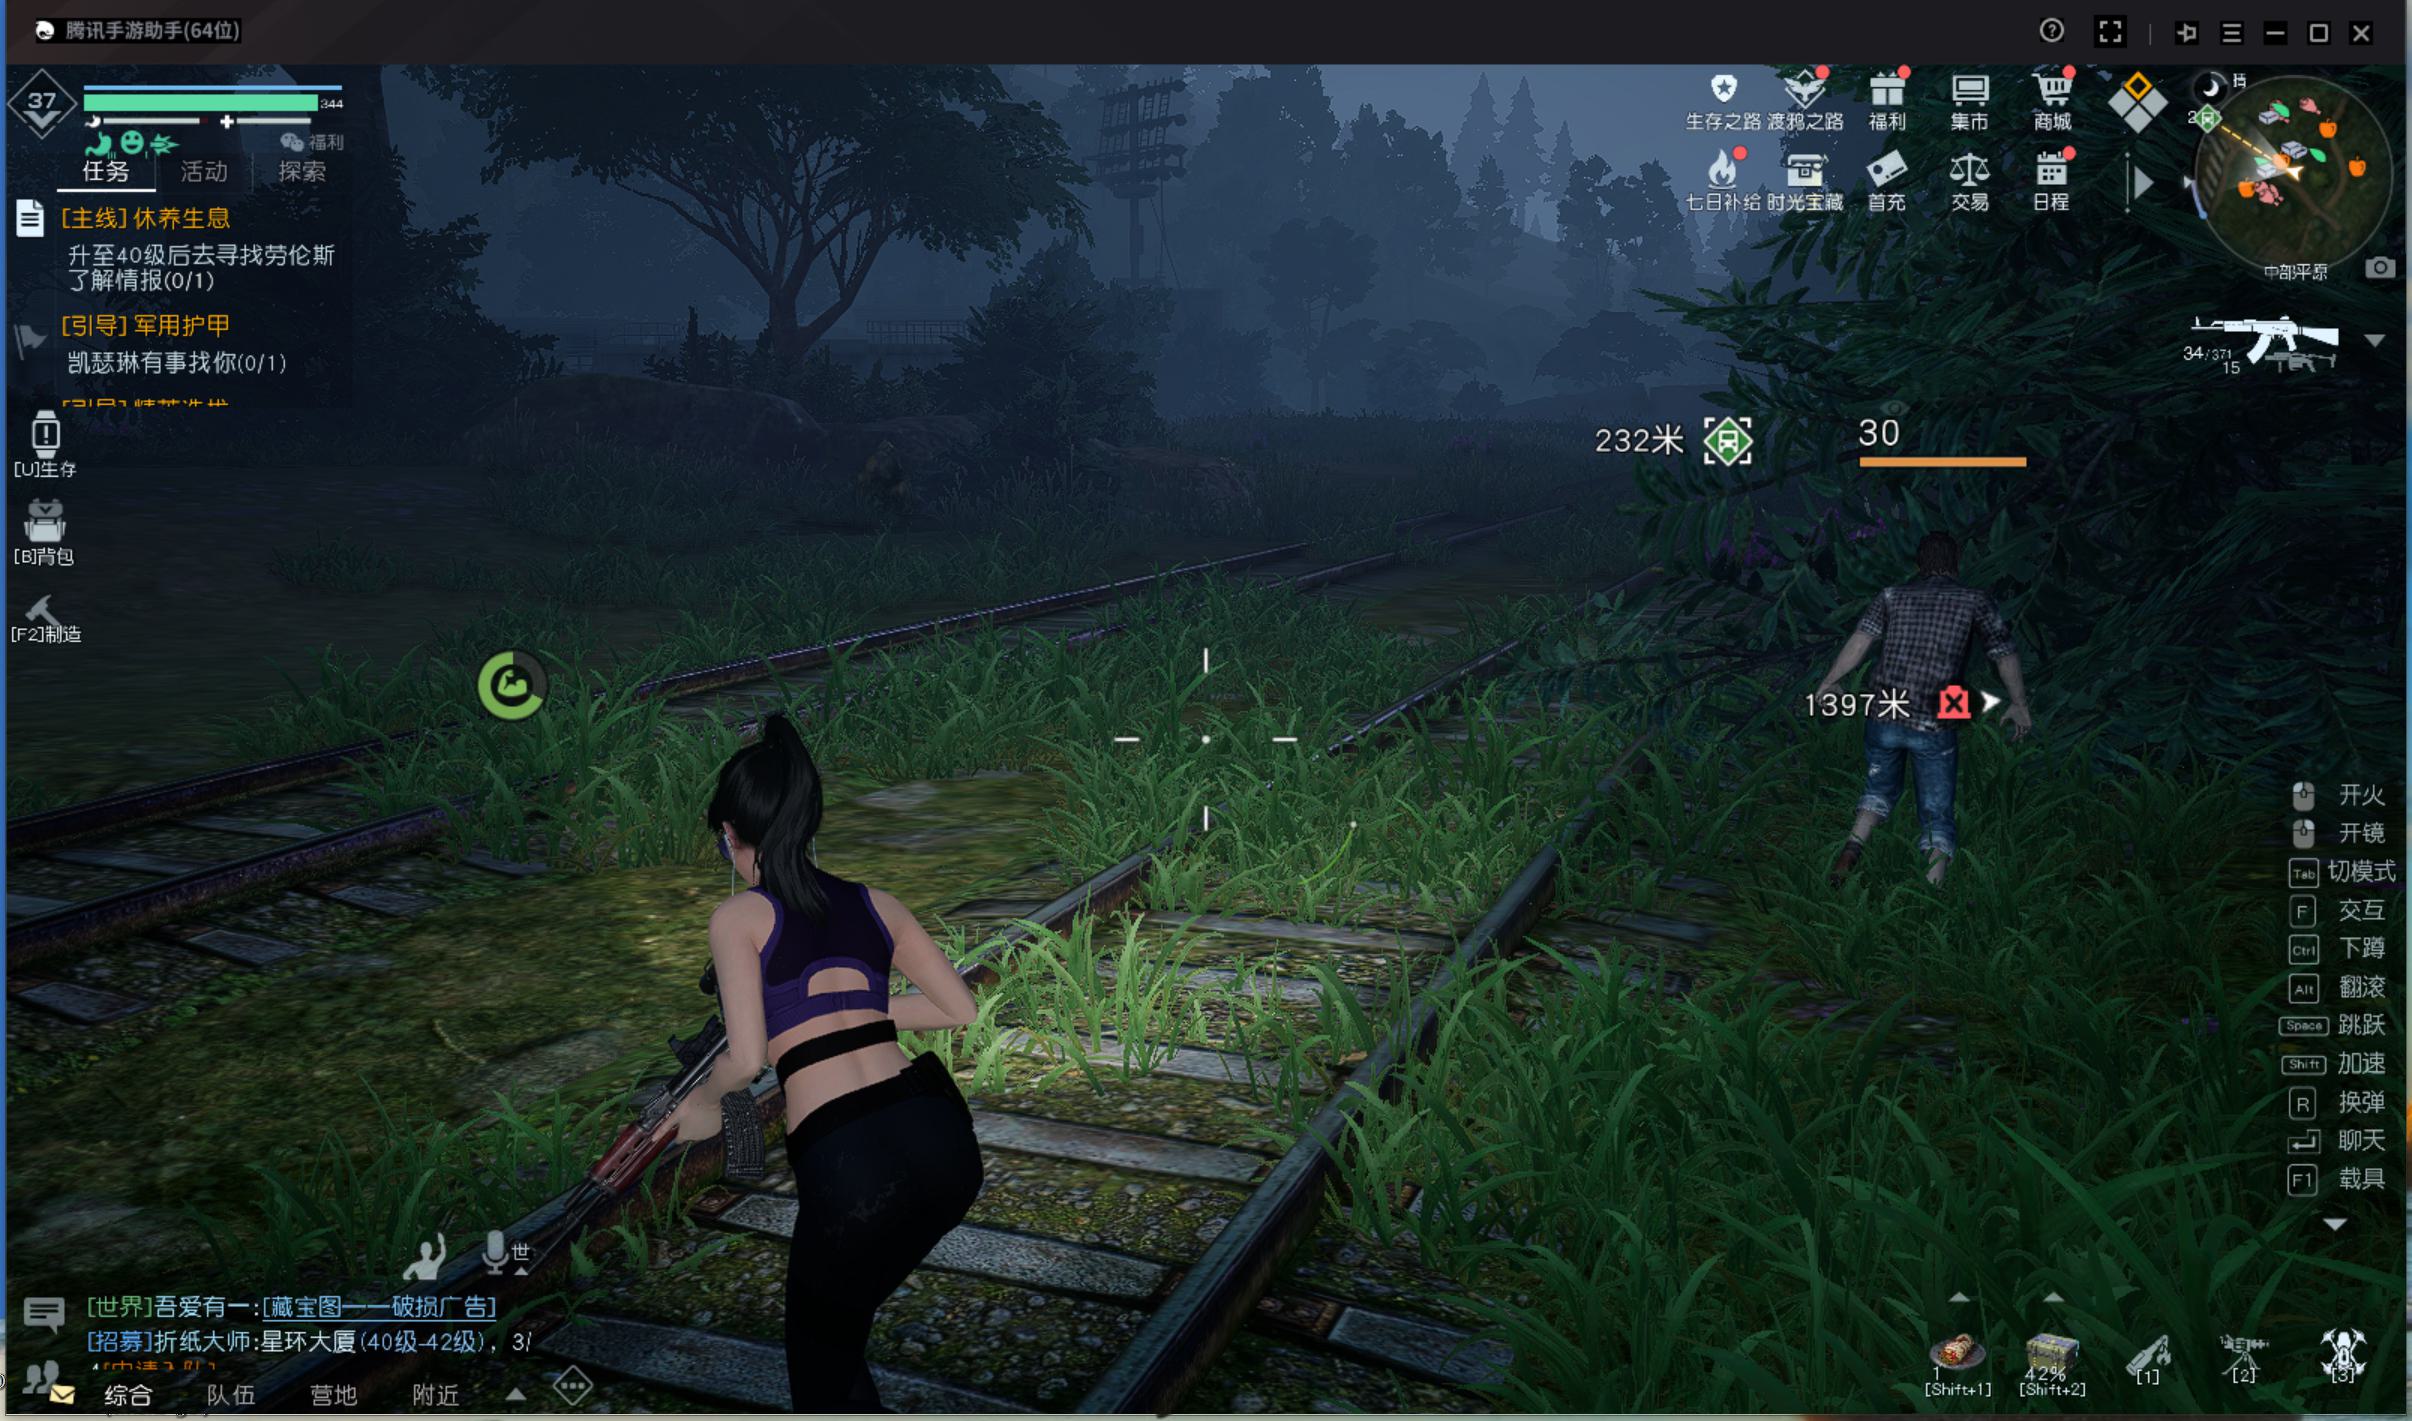 腾讯手游助手(64位)
37
344
福利
任务 活动 探索
[主线] 休养生息
升至40级后去寻找劳伦斯
了解情报(0/1)
[引导] 军用护甲
凯瑟琳有事找你(0/1)
[U]生存
[B]背包
[F2]制造
生存之路 渡鸦之路 福利 集市 商城
七日补给 时光宝藏 首充 交易 日程
中部平原
34/371
15
232米
30
1397米
开火
开镜
Tab 切模式
F 交互
Ctrl 下蹲
Alt 翻滚
Space 跳跃
Shift 加速
R 换弹
聊天
F1 载具
世
[世界]吾爱有一:[藏宝图——破损广告]
[招募]折纸大师:星环大厦(40级-42级), 3/
综合 队伍 营地 附近
1 42%
[Shift+1] [Shift+2] [1] [2] [3]